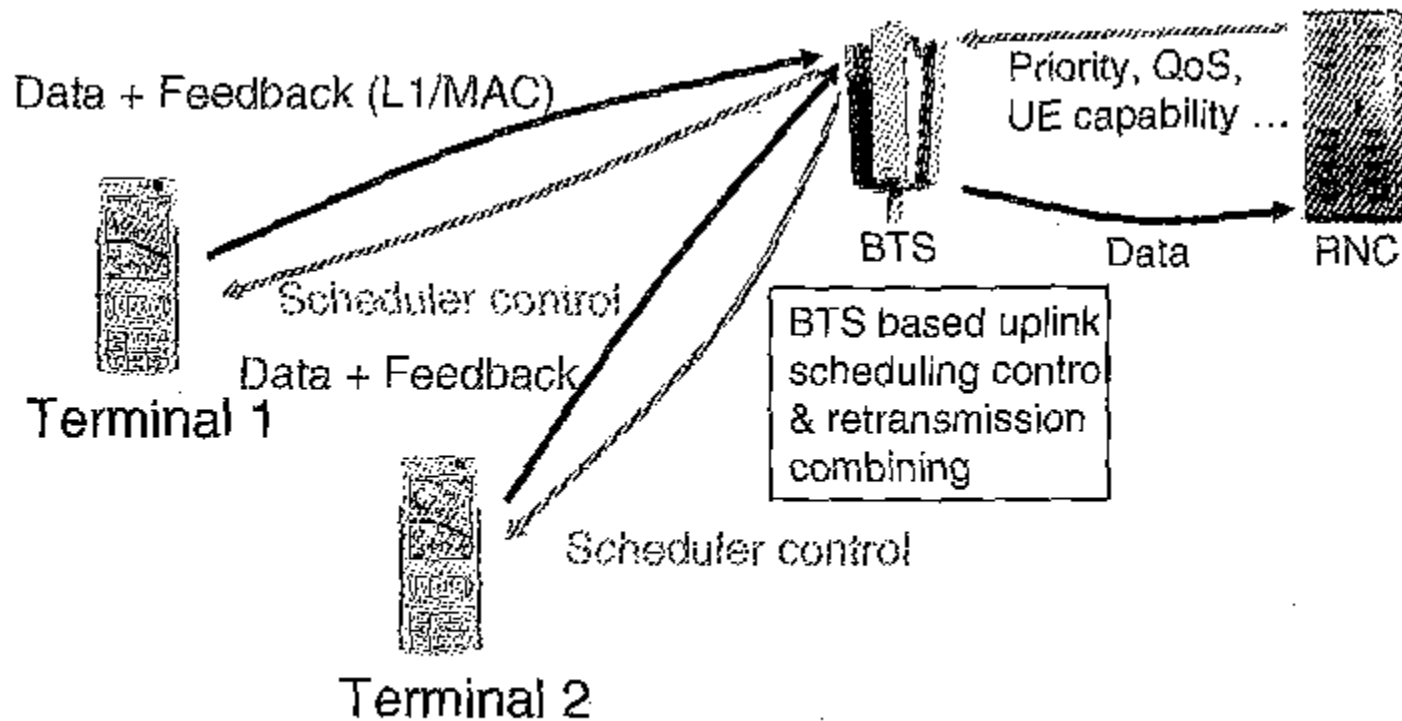 Data + Feedback (L1/MAC)
Priority, QoS,
UE capability ...
BTS
Data
RNC
Scheduler control
Data + Feedback
BTS based uplink
scheduling control
& retransmission
combining
Terminal 1
Scheduler control
Terminal 2